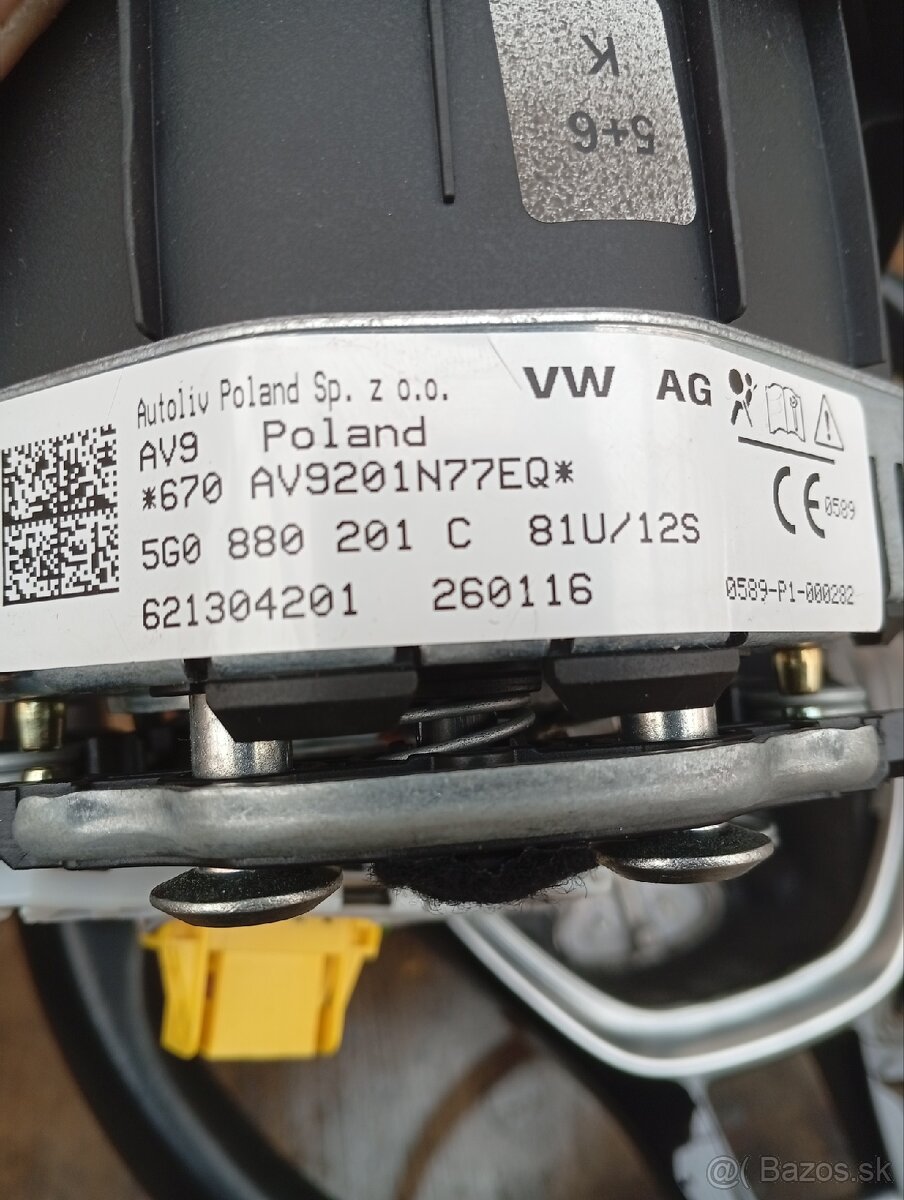 5+6
K
Autoliv Poland Sp. z o.o. VW AG
AV9 Poland
*670 AV9201N77EQ*
CE 0589
5G0 880 201 C 81U/12S
621304201 260116 0589-P1-000282
@( Bazos.sk